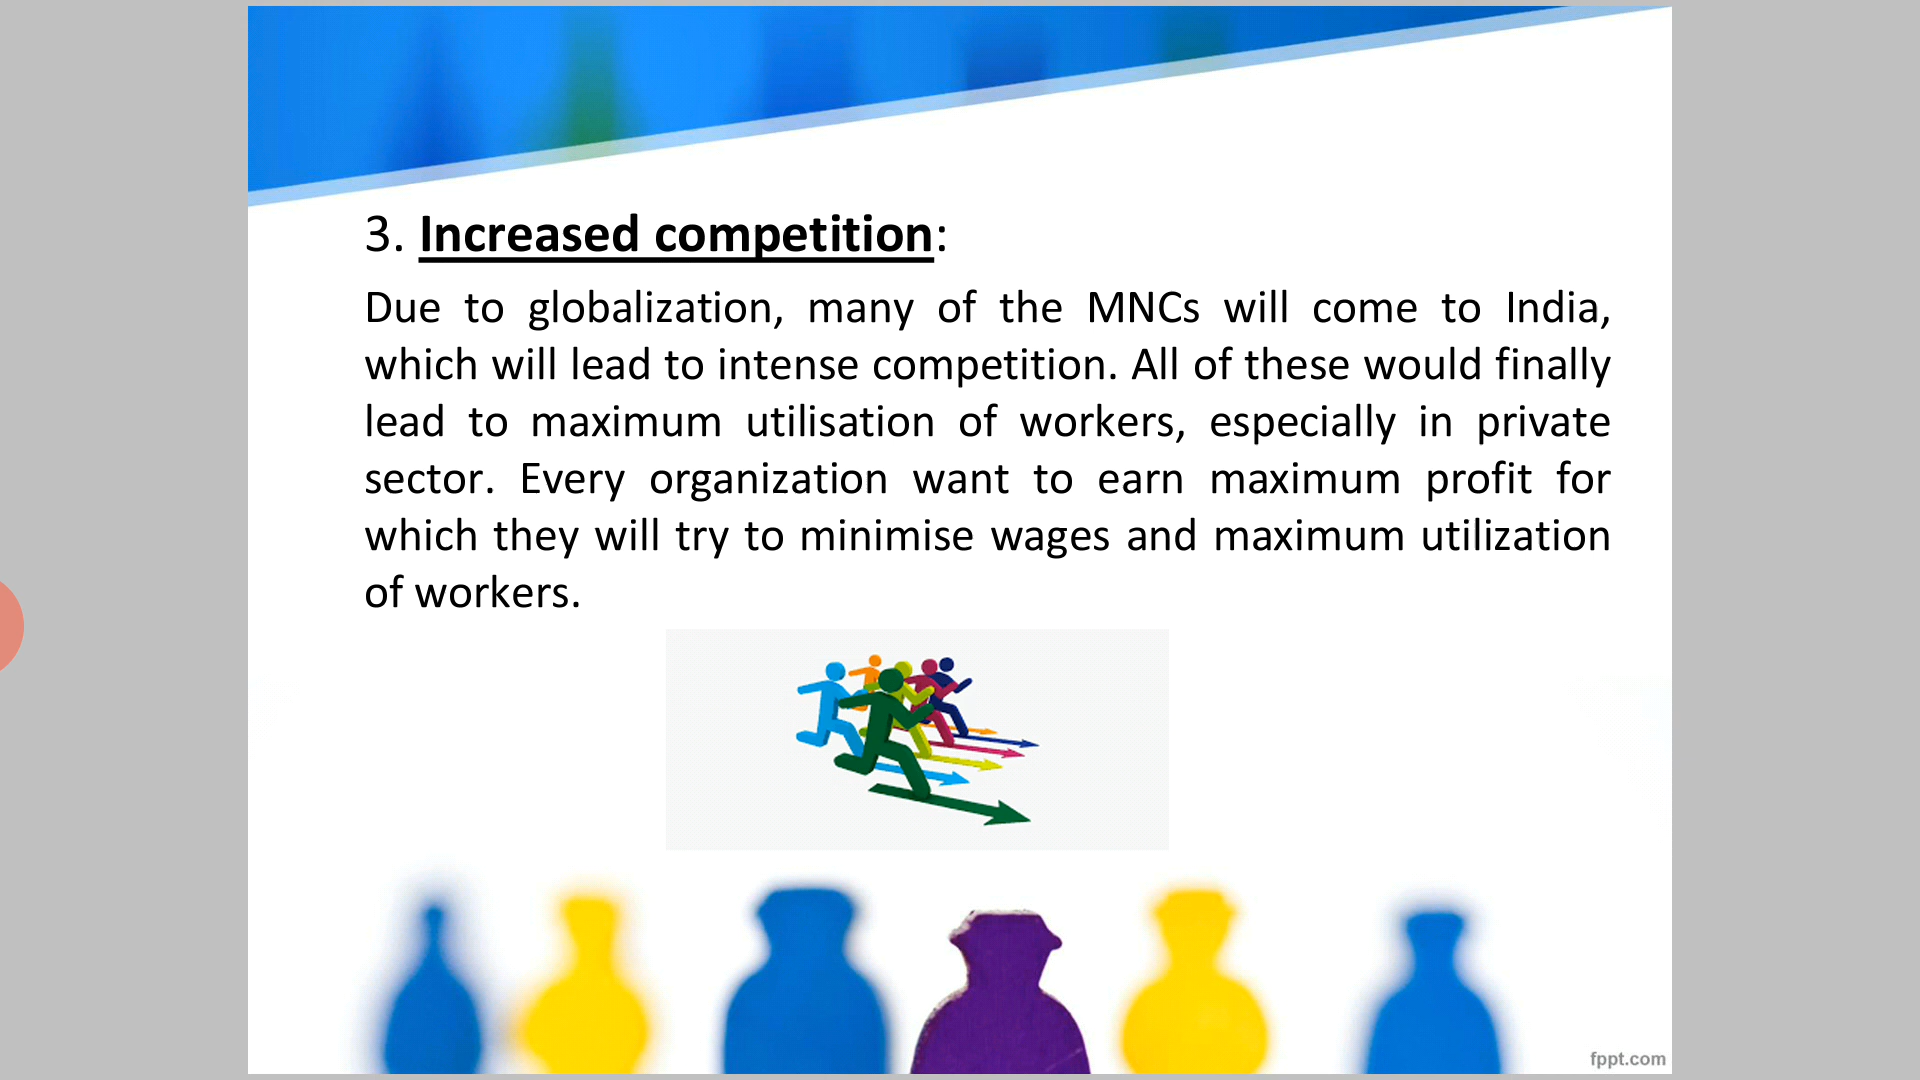 3. Increased competition:
Due to globalization, many of the MNCs will come to India,
which will lead to intense competition. All of these would finally
lead to maximum utilisation of workers, especially in private
sector. Every organization want to earn maximum profit for
which they will try to minimise wages and maximum utilization
of workers.
fppt.com